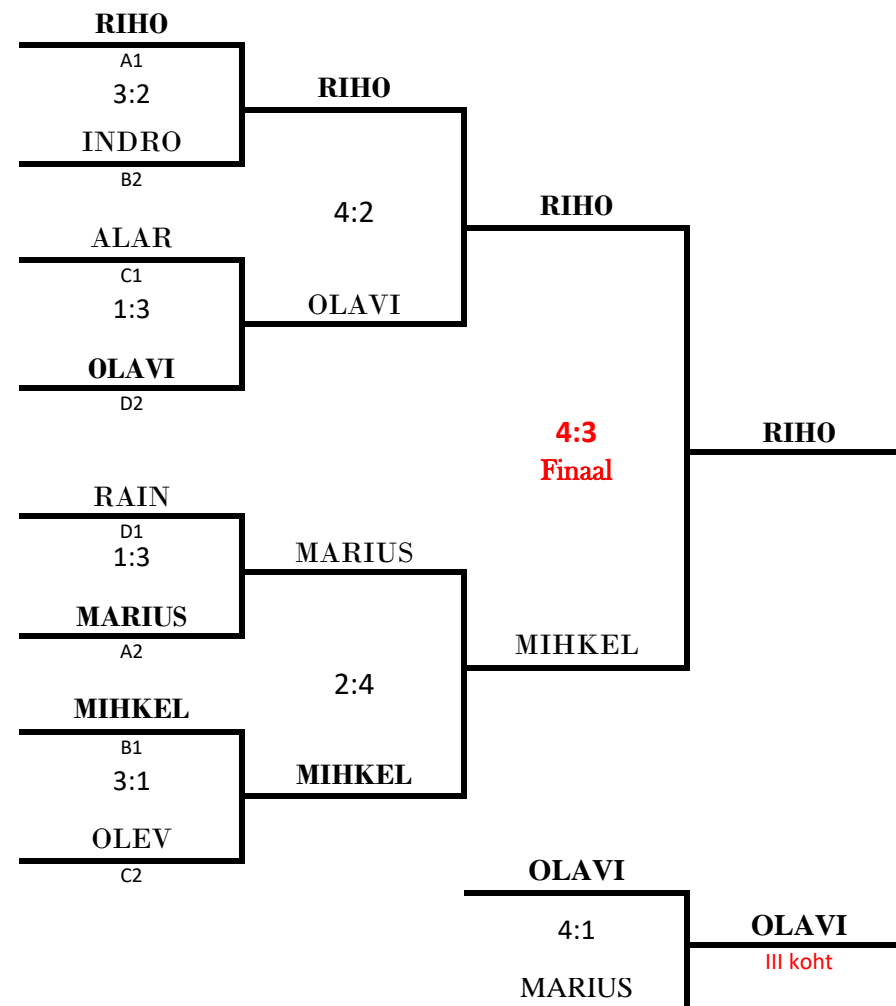 RIHO
A1
3:2
INDRO
B2
RIHO
4:2
ALAR
C1
1:3
OLAVI
D2
OLAVI
RIHO
4:3
Finaal
RIHO
RAIN
D1
1:3
MARIUS
A2
MARIUS
2:4
MIHKEL
B1
3:1
OLEV
C2
MIHKEL
MIHKEL
OLAVI
4:1
MARIUS
OLAVI
III koht